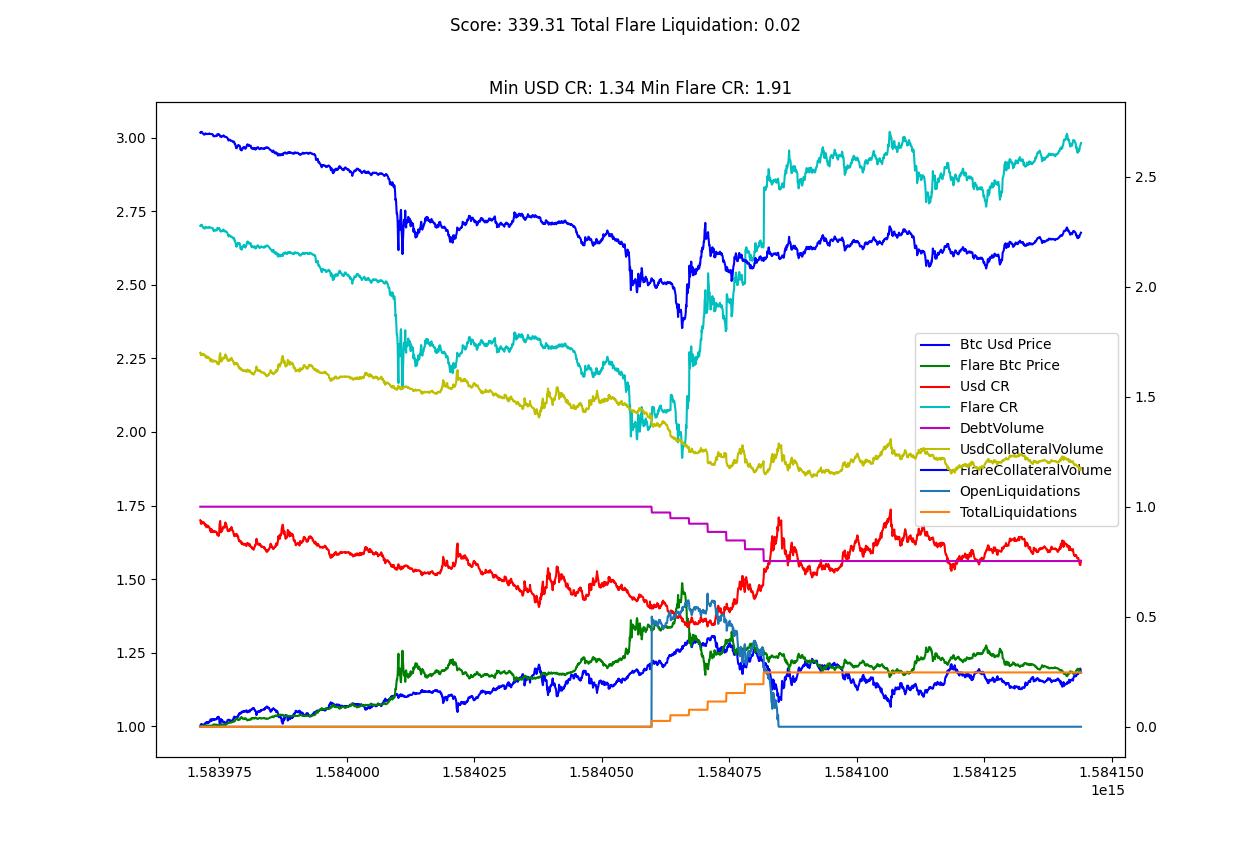 Score: 339.31 Total Flare Liquidation: 0.02
Min USD CR: 1.34 Min Flare CR: 1.91
3.00
2.75
2.50
2.25
2.00
1.75
1.50
1.25
1.00
2.5
2.0
1.5
1.0
0.5
0.0
Btc Usd Price
Flare Btc Price
Usd CR
Flare CR
DebtVolume
UsdCollateralVolume
FlareCollateralVolume
OpenLiquidations
TotalLiquidations
1.583975 1.584000 1.584025 1.584050 1.584075 1.584100 1.584125 1.584150
1e15